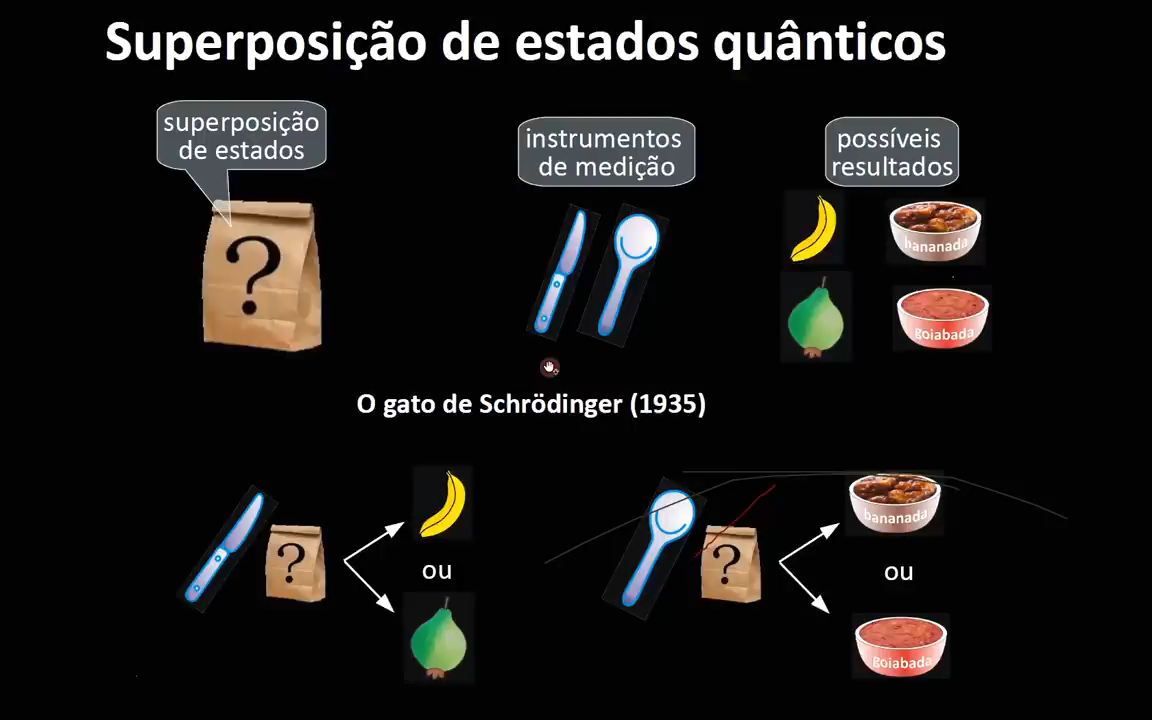 Superposição de estados quânticos
superposição
de estados
instrumentos
de medição
possíveis
resultados
?
bananada
goiabada
O gato de Schrödinger (1935)
?
ou
goiabada
?
bananada
ou